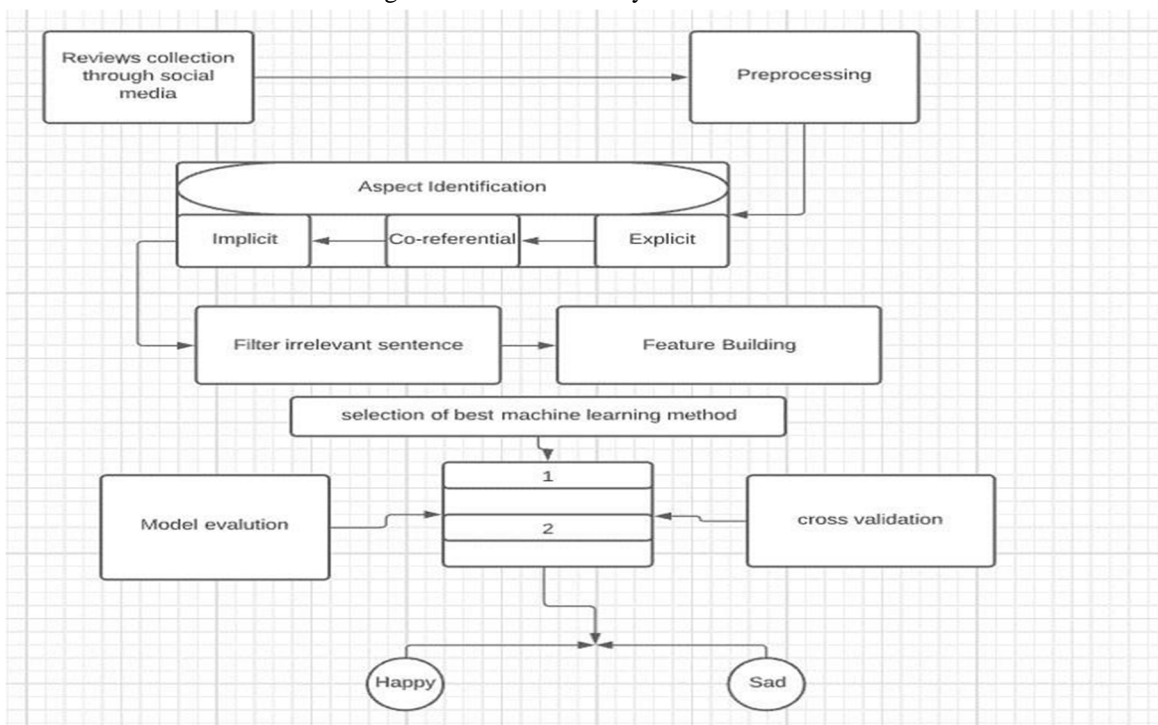 Reviews collection
through social
media
Preprocessing
Aspect Identification
Implicit
Co-referential
Explicit
Filter irrelevant sentence
Feature Building
selection of best machine learning method
1
Model evalution
2
cross validation
Happy
Sad